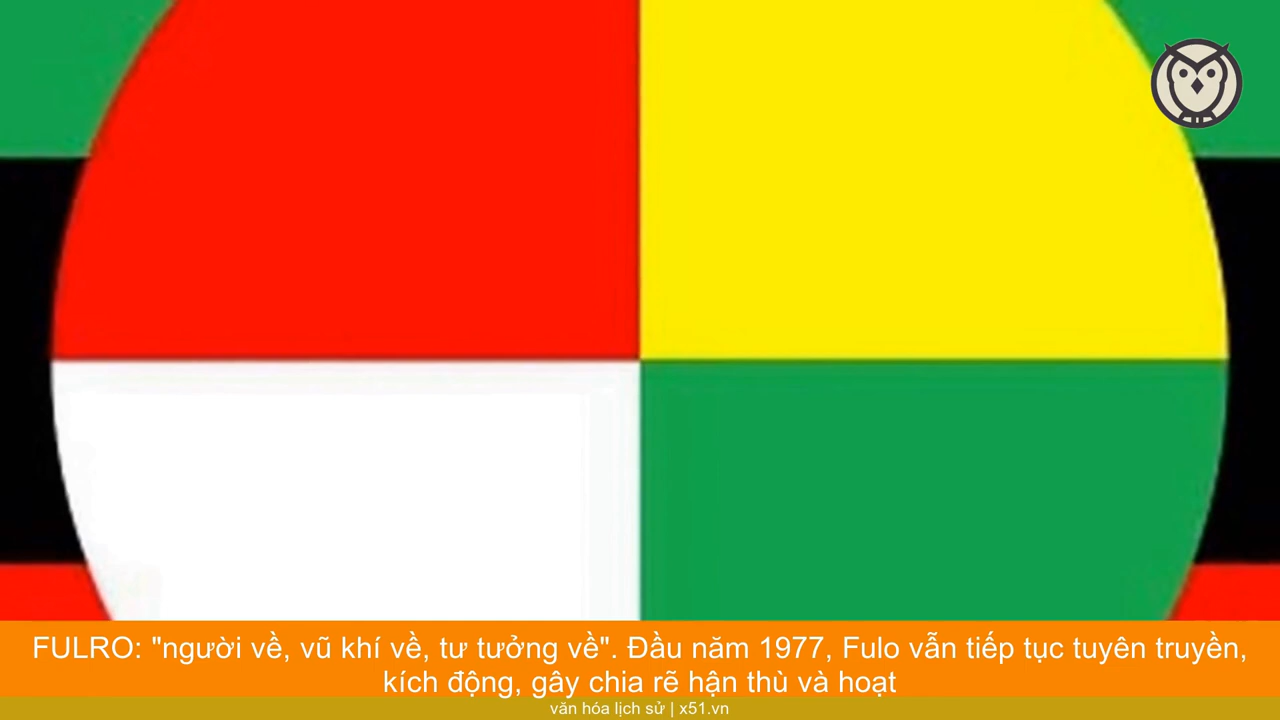 FULRO: "người về, vũ khí về, tư tưởng về". Đầu năm 1977, Fulo vẫn tiếp tục tuyên truyền,
kích động, gây chia rẽ hận thù và hoạt
văn hóa lịch sử | x51.vn